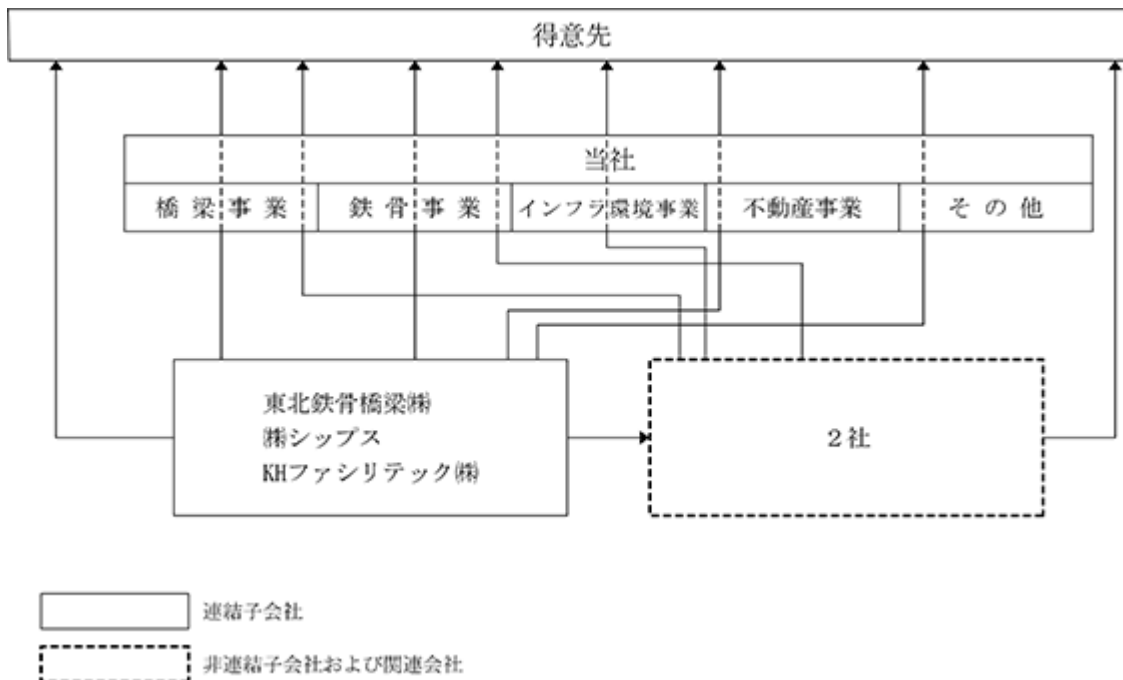 得意先
当社
橋梁事業
鉄骨事業
インフラ環境事業
不動産事業
その他
東北鉄骨橋梁㈱
㈱シップス
KHファシリテック㈱
2社
連結子会社
非連結子会社および関連会社